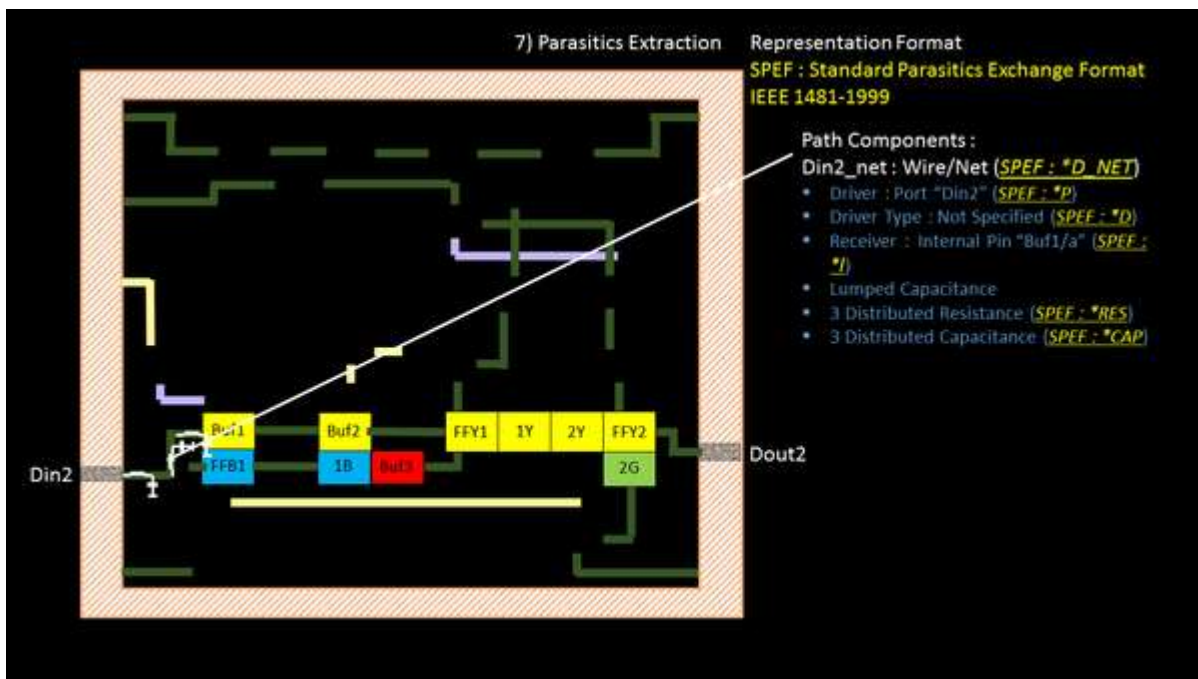 7) Parasitics Extraction
Representation Format
SPEF : Standard Parasitics Exchange Format
IEEE 1481-1999
Path Components :
Din2_net : Wire/Net (SPEF : *D_NET)
• Driver : Port "Din2" (SPEF : *P)
• Driver Type : Not Specified (SPEF : *D)
• Receiver : Internal Pin "Buf1/a" (SPEF :
*I)
• Lumped Capacitance
• 3 Distributed Resistance (SPEF : *RES)
• 3 Distributed Capacitance (SPEF : *CAP)
Buf1
Buf2
FFY1
1Y
2Y
FFY2
Dout2
Din2
FFB1
1B
Buf3
2G